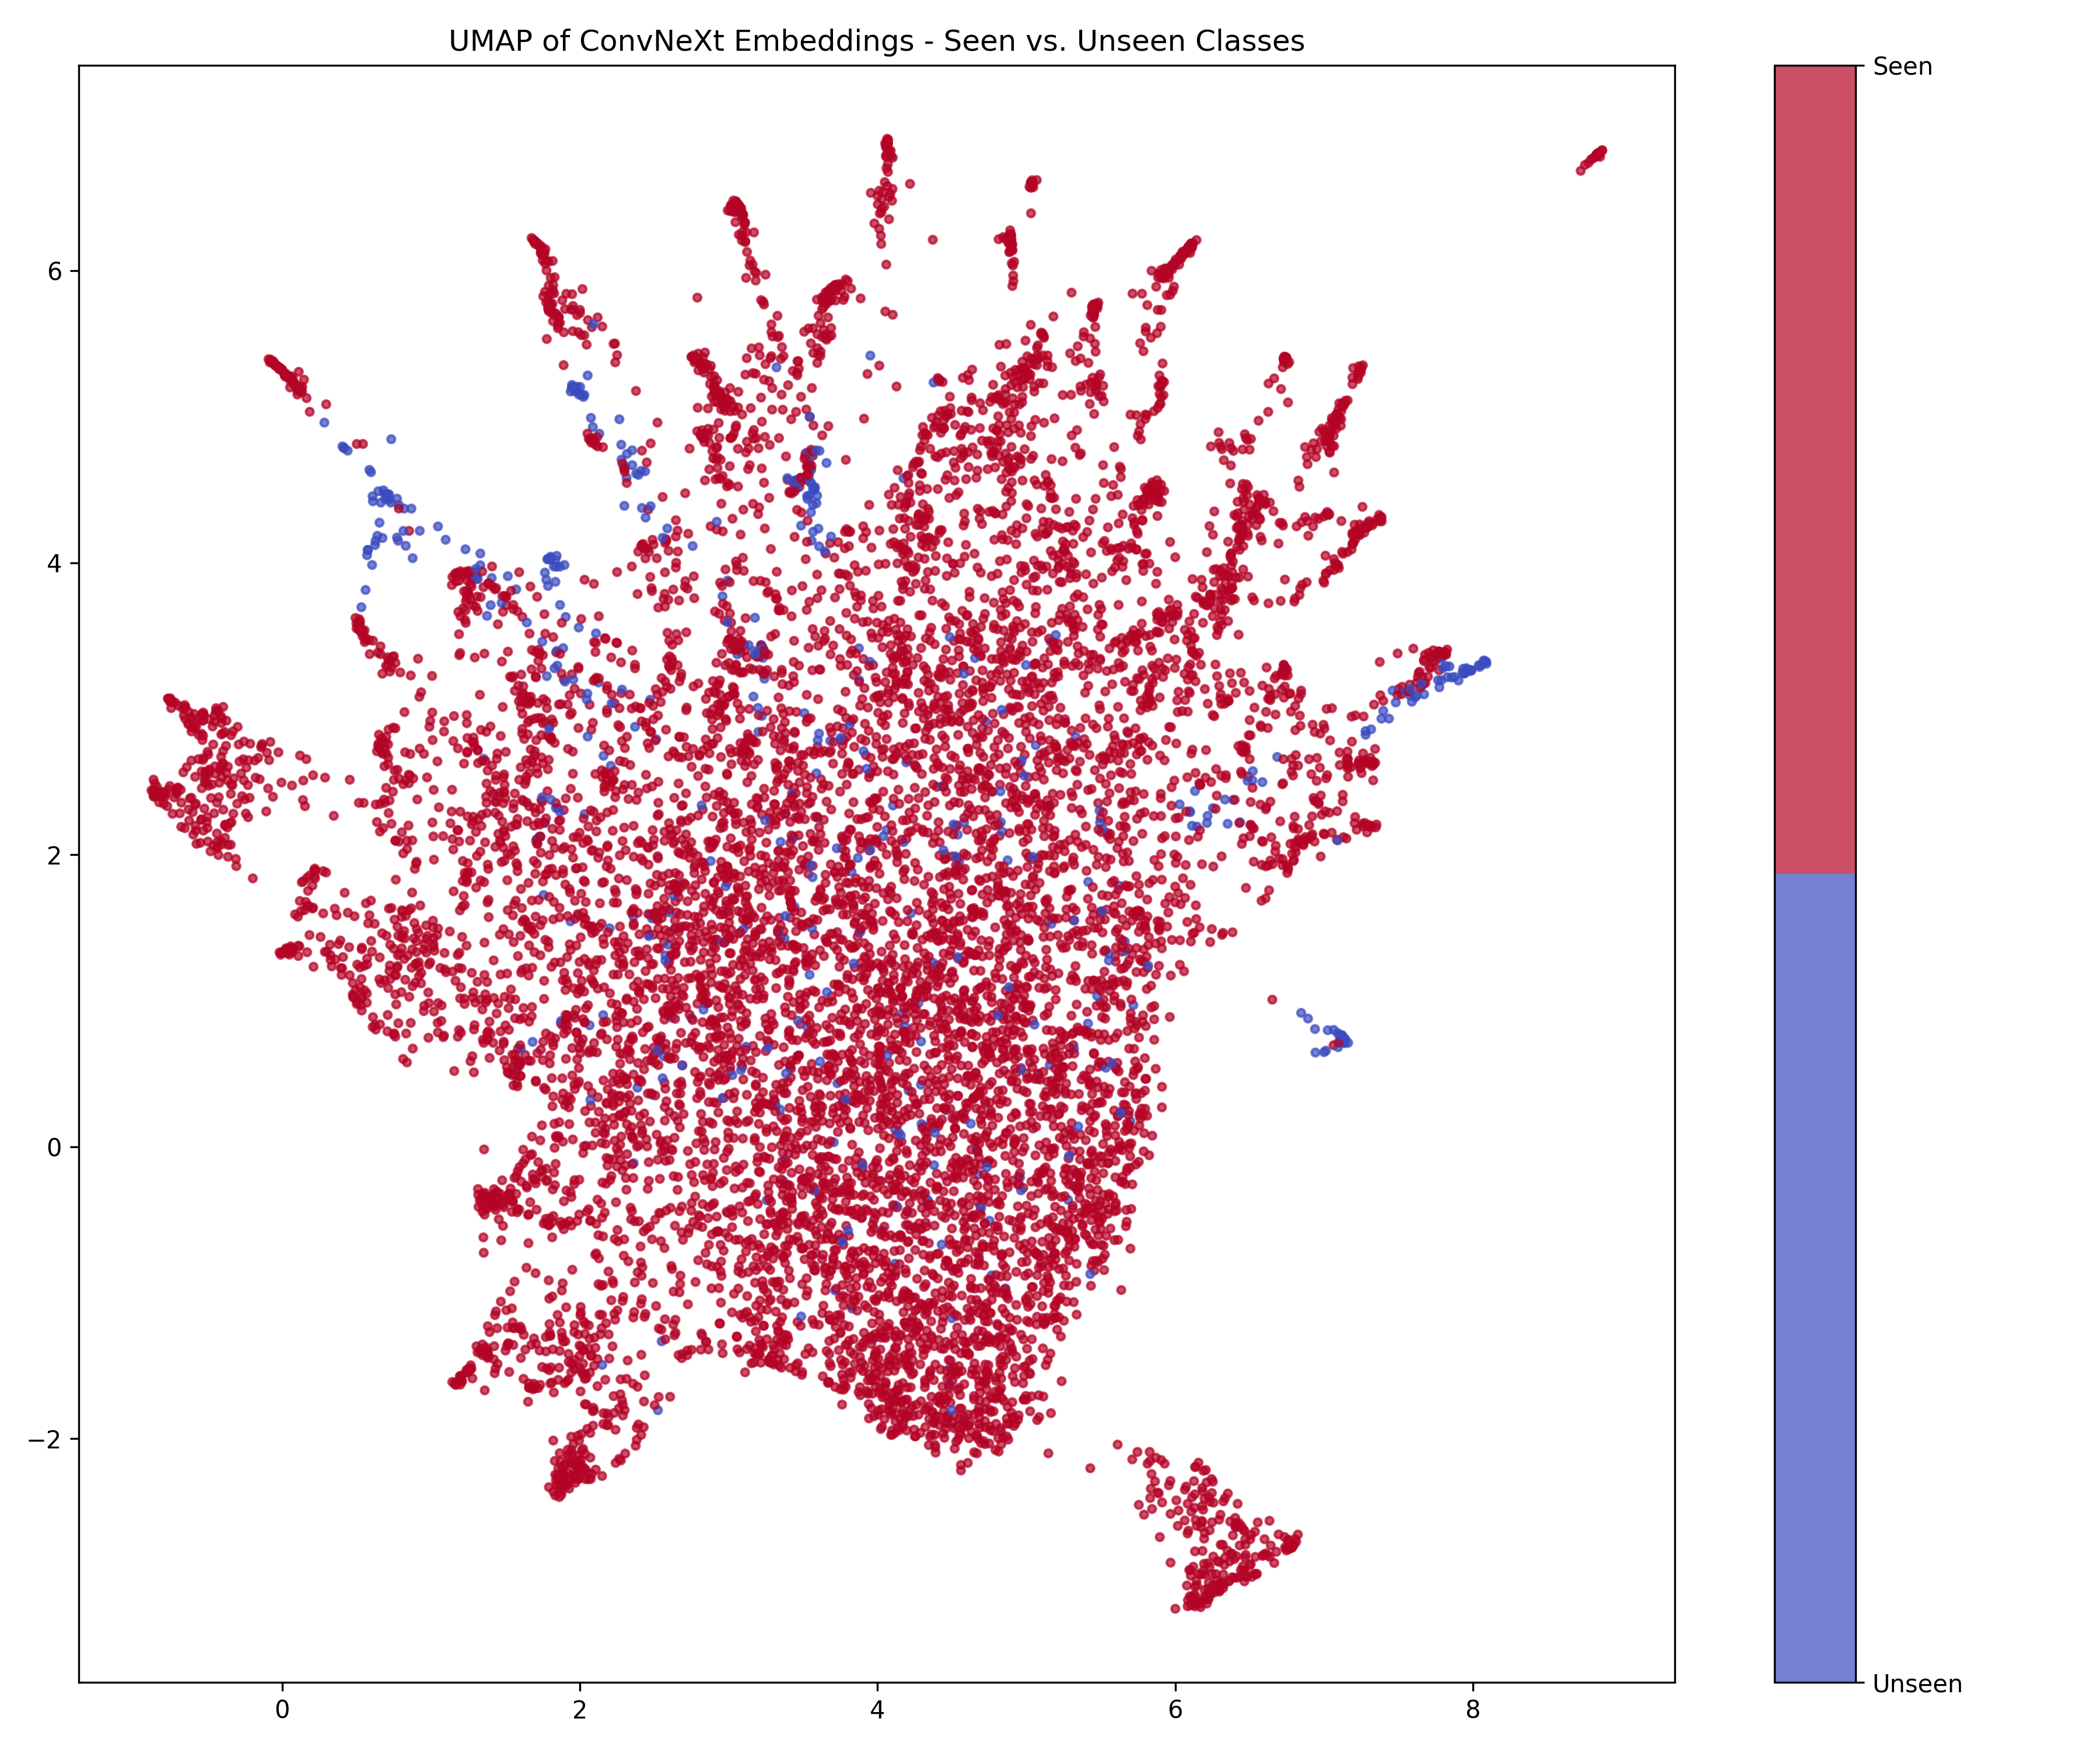 UMAP of ConvNeXt Embeddings - Seen vs. Unseen Classes
Seen
6
4
2
0
−2
0 2 4 6 8
Unseen